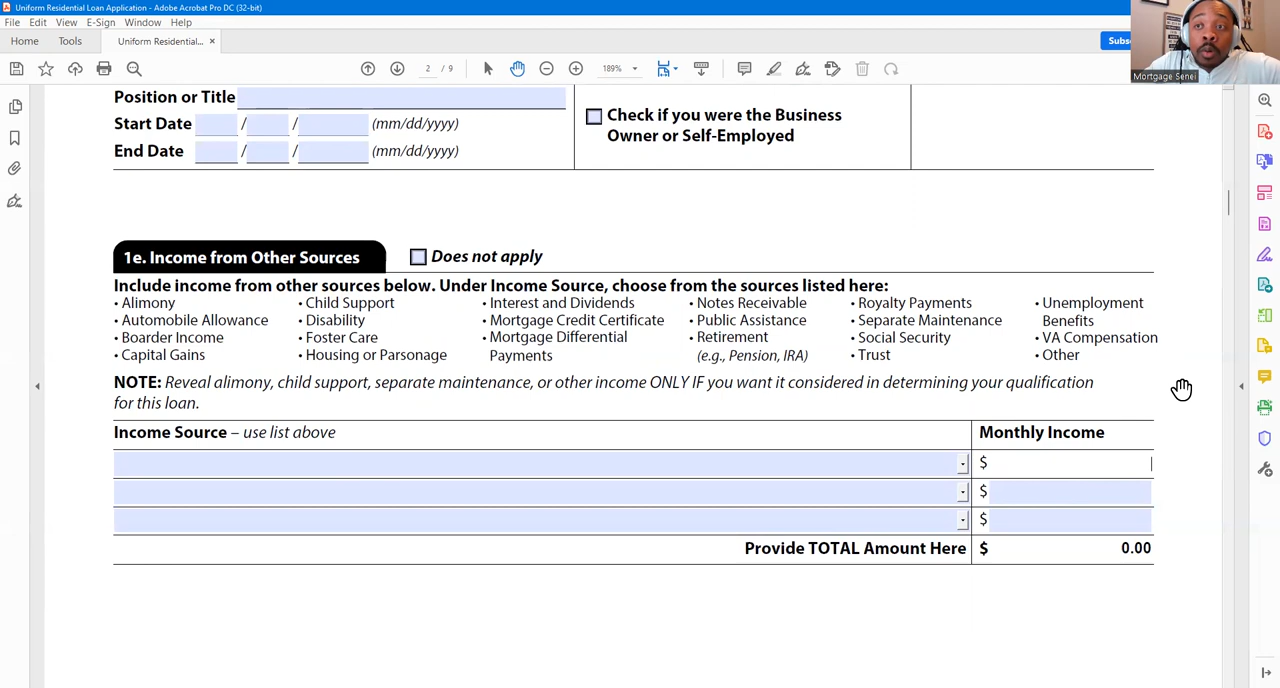 Uniform Residential Loan Application - Adobe Acrobat Pro DC (32-bit)
File Edit View E-Sign Window Help
Home Tools Uniform Residential... ×
Subs
2 / 9 189%
Mortgage Sensi
Position or Title
Start Date / / (mm/dd/yyyy)
End Date / / (mm/dd/yyyy)
Check if you were the Business
Owner or Self-Employed
1e. Income from Other Sources Does not apply
Include income from other sources below. Under Income Source, choose from the sources listed here:
• Alimony • Child Support • Interest and Dividends • Notes Receivable • Royalty Payments • Unemployment
• Automobile Allowance • Disability • Mortgage Credit Certificate • Public Assistance • Separate Maintenance Benefits
• Boarder Income • Foster Care • Mortgage Differential • Retirement • Social Security • VA Compensation
• Capital Gains • Housing or Parsonage Payments (e.g., Pension, IRA) • Trust • Other
NOTE: Reveal alimony, child support, separate maintenance, or other income ONLY IF you want it considered in determining your qualification
for this loan.
Income Source – use list above Monthly Income
$
$
$
Provide TOTAL Amount Here $ 0.00